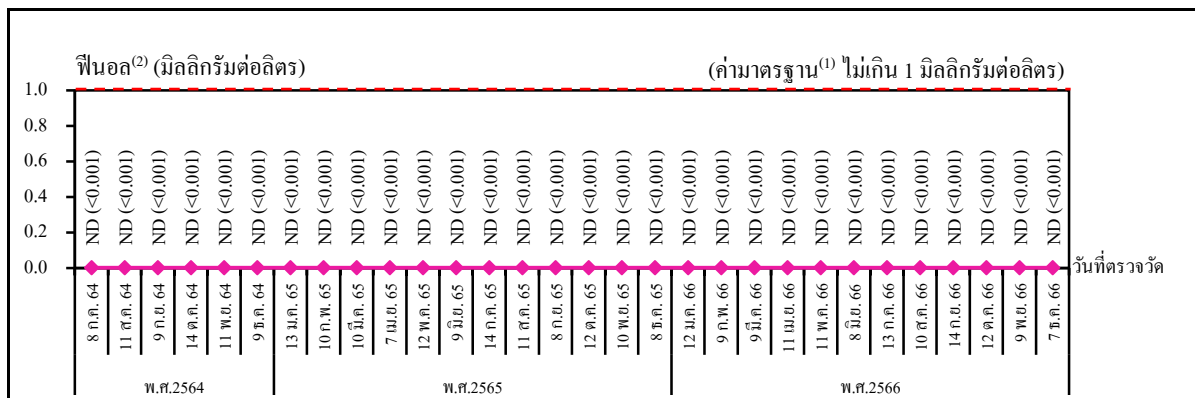 ฟีนอล(2) (มิลลิกรัมต่อลิตร) (ค่ามาตรฐาน(1) ไม่เกิน 1 มิลลิกรัมต่อลิตร)
1.0
0.8
0.6
0.4
0.2
0.0
ND (<0.001) ND (<0.001) ND (<0.001) ND (<0.001) ND (<0.001) ND (<0.001) ND (<0.001) ND (<0.001) ND (<0.001) ND (<0.001) ND (<0.001) ND (<0.001) ND (<0.001) ND (<0.001) ND (<0.001) ND (<0.001) ND (<0.001) ND (<0.001) ND (<0.001) ND (<0.001) ND (<0.001) ND (<0.001) ND (<0.001) ND (<0.001) ND (<0.001) ND (<0.001) ND (<0.001) ND (<0.001) ND (<0.001) ND (<0.001)
วันที่ตรวจวัด
8 ก.ค. 64 11 ส.ค. 64 9 ก.ย. 64 14 ต.ค. 64 11 พ.ย. 64 9 ธ.ค. 64 13 ม.ค. 65 10 ก.พ. 65 10 มี.ค. 65 7 เม.ย. 65 12 พ.ค. 65 9 มิ.ย. 65 14 ก.ค. 65 11 ส.ค. 65 8 ก.ย. 65 12 ต.ค. 65 10 พ.ย. 65 8 ธ.ค. 65 12 ม.ค. 66 9 ก.พ. 66 9 มี.ค. 66 11 เม.ย. 66 11 พ.ค. 66 8 มิ.ย. 66 13 ก.ค. 66 10 ส.ค. 66 14 ก.ย. 66 12 ต.ค. 66 9 พ.ย. 66 7 ธ.ค. 66
พ.ศ.2564 พ.ศ.2565 พ.ศ.2566